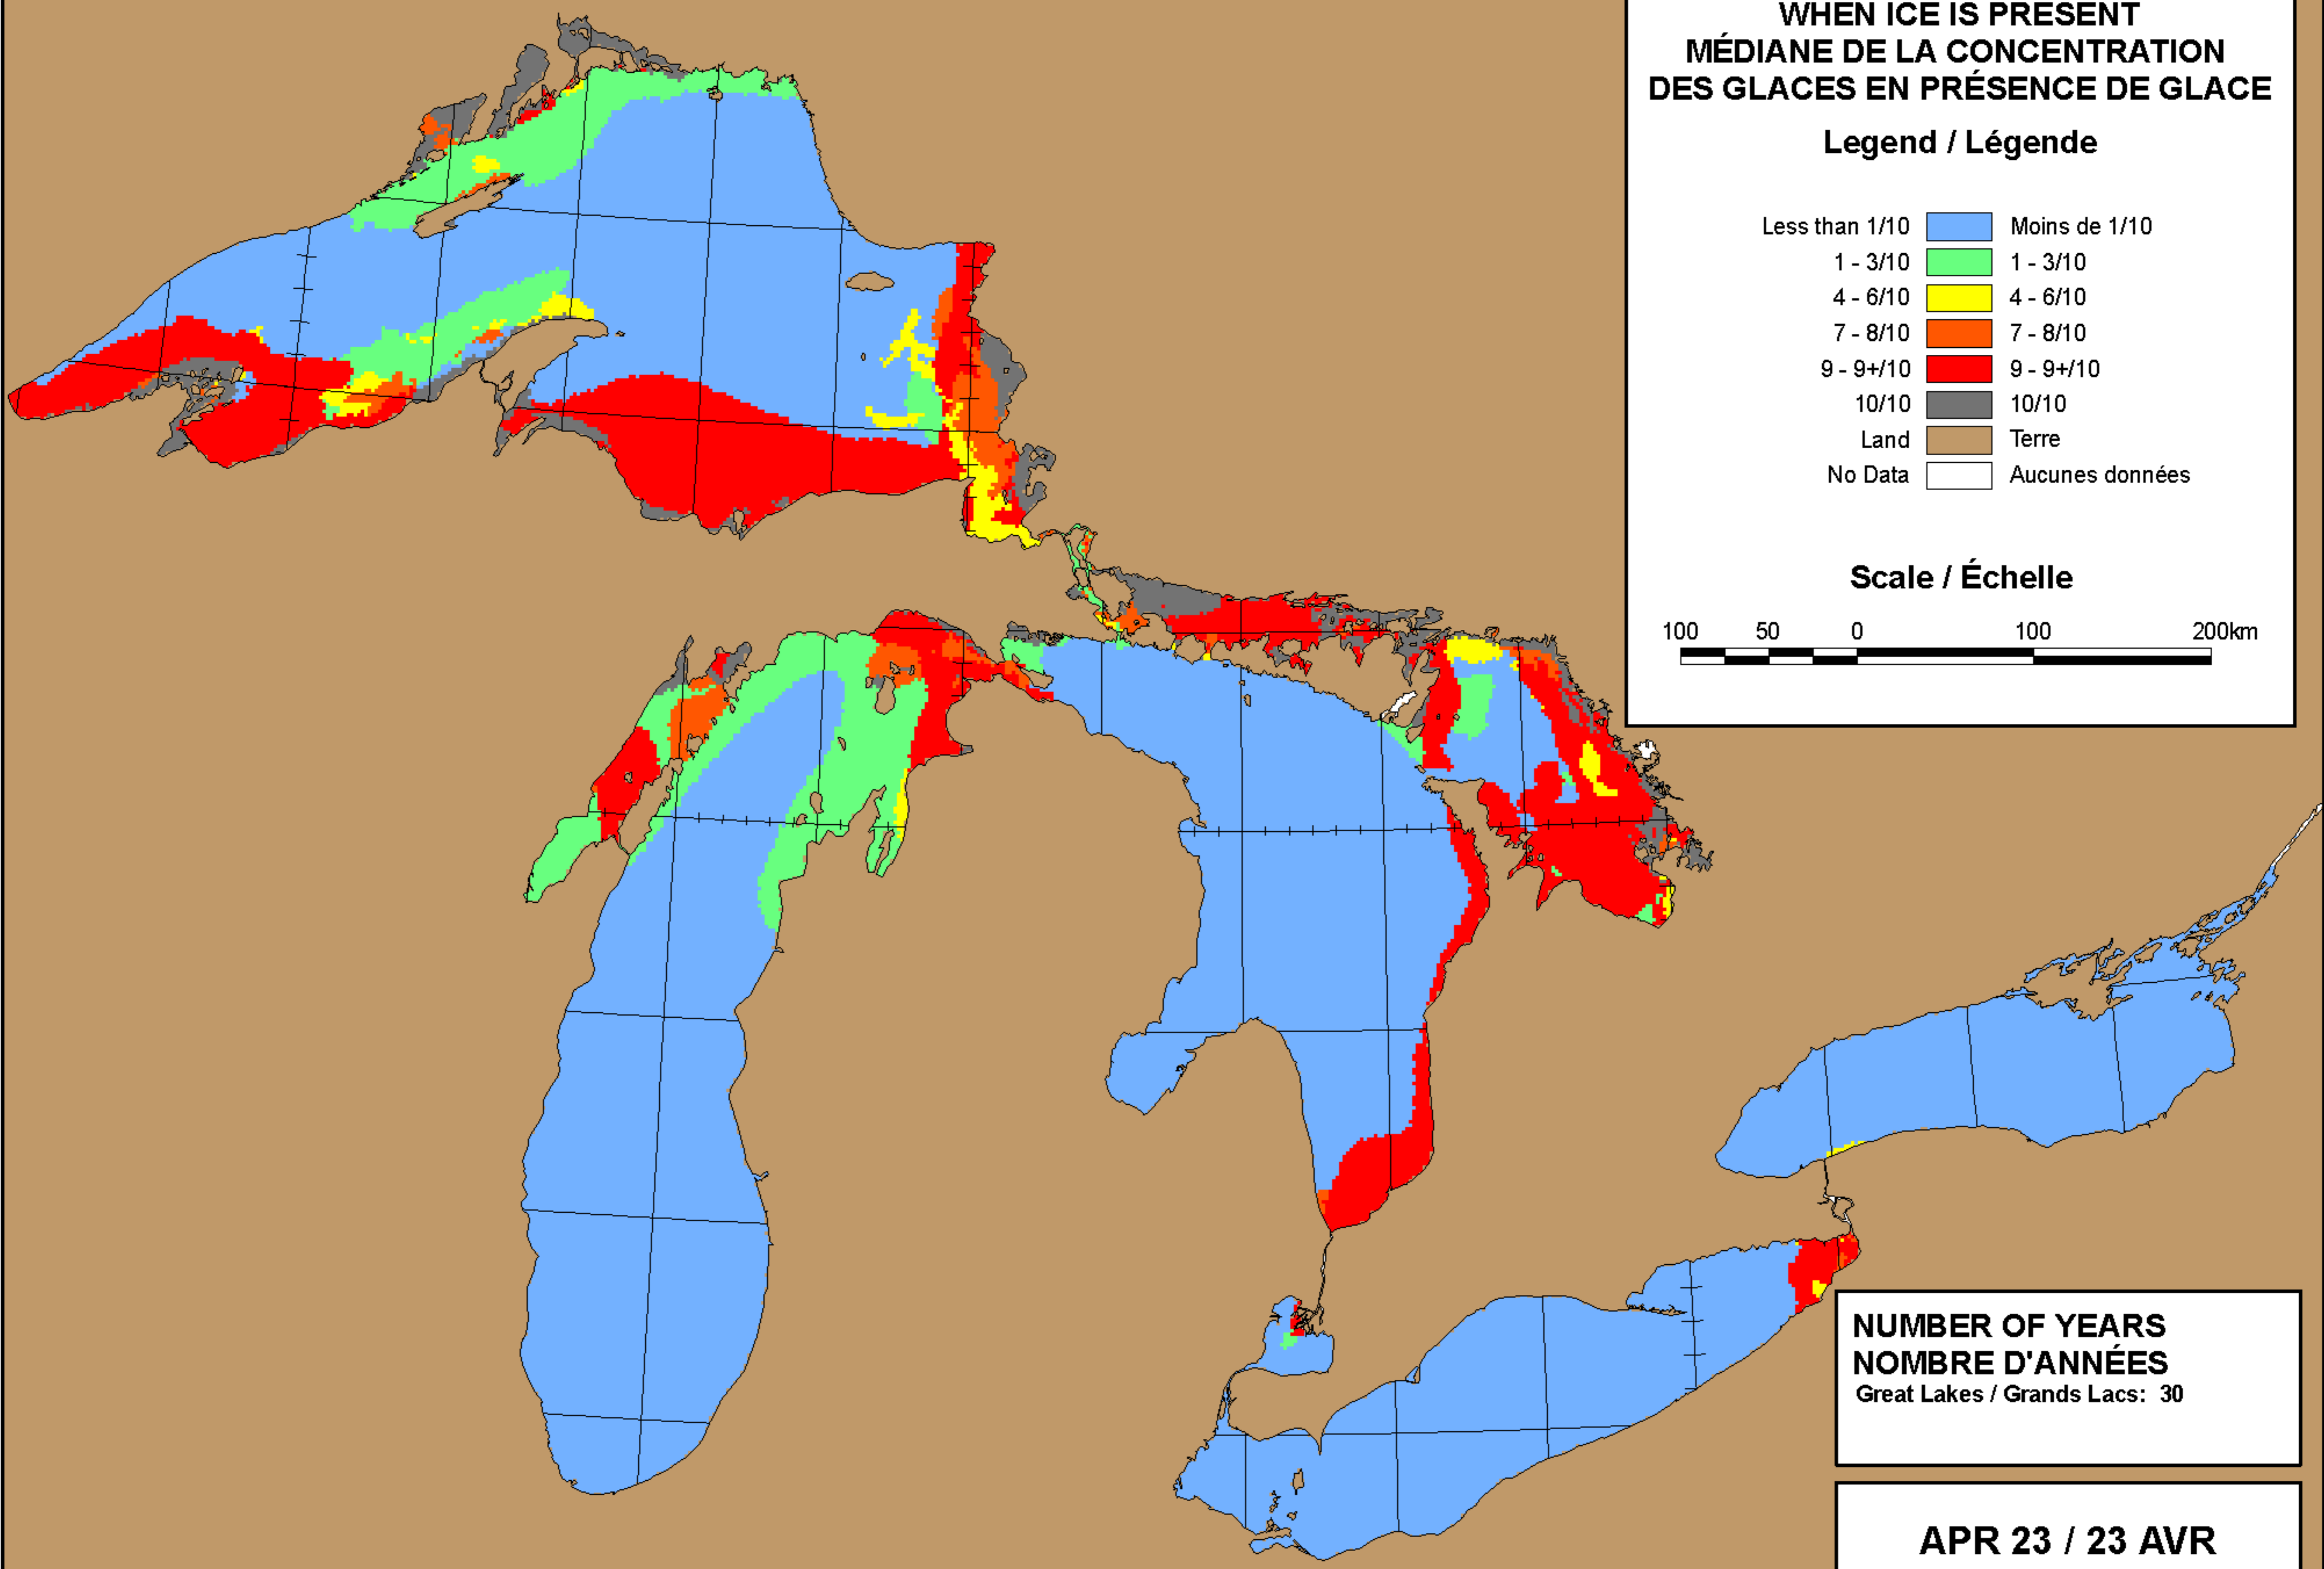 WHEN ICE IS PRESENT
MÉDIANE DE LA CONCENTRATION
DES GLACES EN PRÉSENCE DE GLACE
Legend / Légende
Less than 1/10 Moins de 1/10
1 - 3/10 1 - 3/10
4 - 6/10 4 - 6/10
7 - 8/10 7 - 8/10
9 - 9+/10 9 - 9+/10
10/10 10/10
Land Terre
No Data Aucunes données
Scale / Échelle
100 50 0 100 200km
NUMBER OF YEARS
NOMBRE D'ANNÉES
Great Lakes / Grands Lacs: 30
APR 23 / 23 AVR